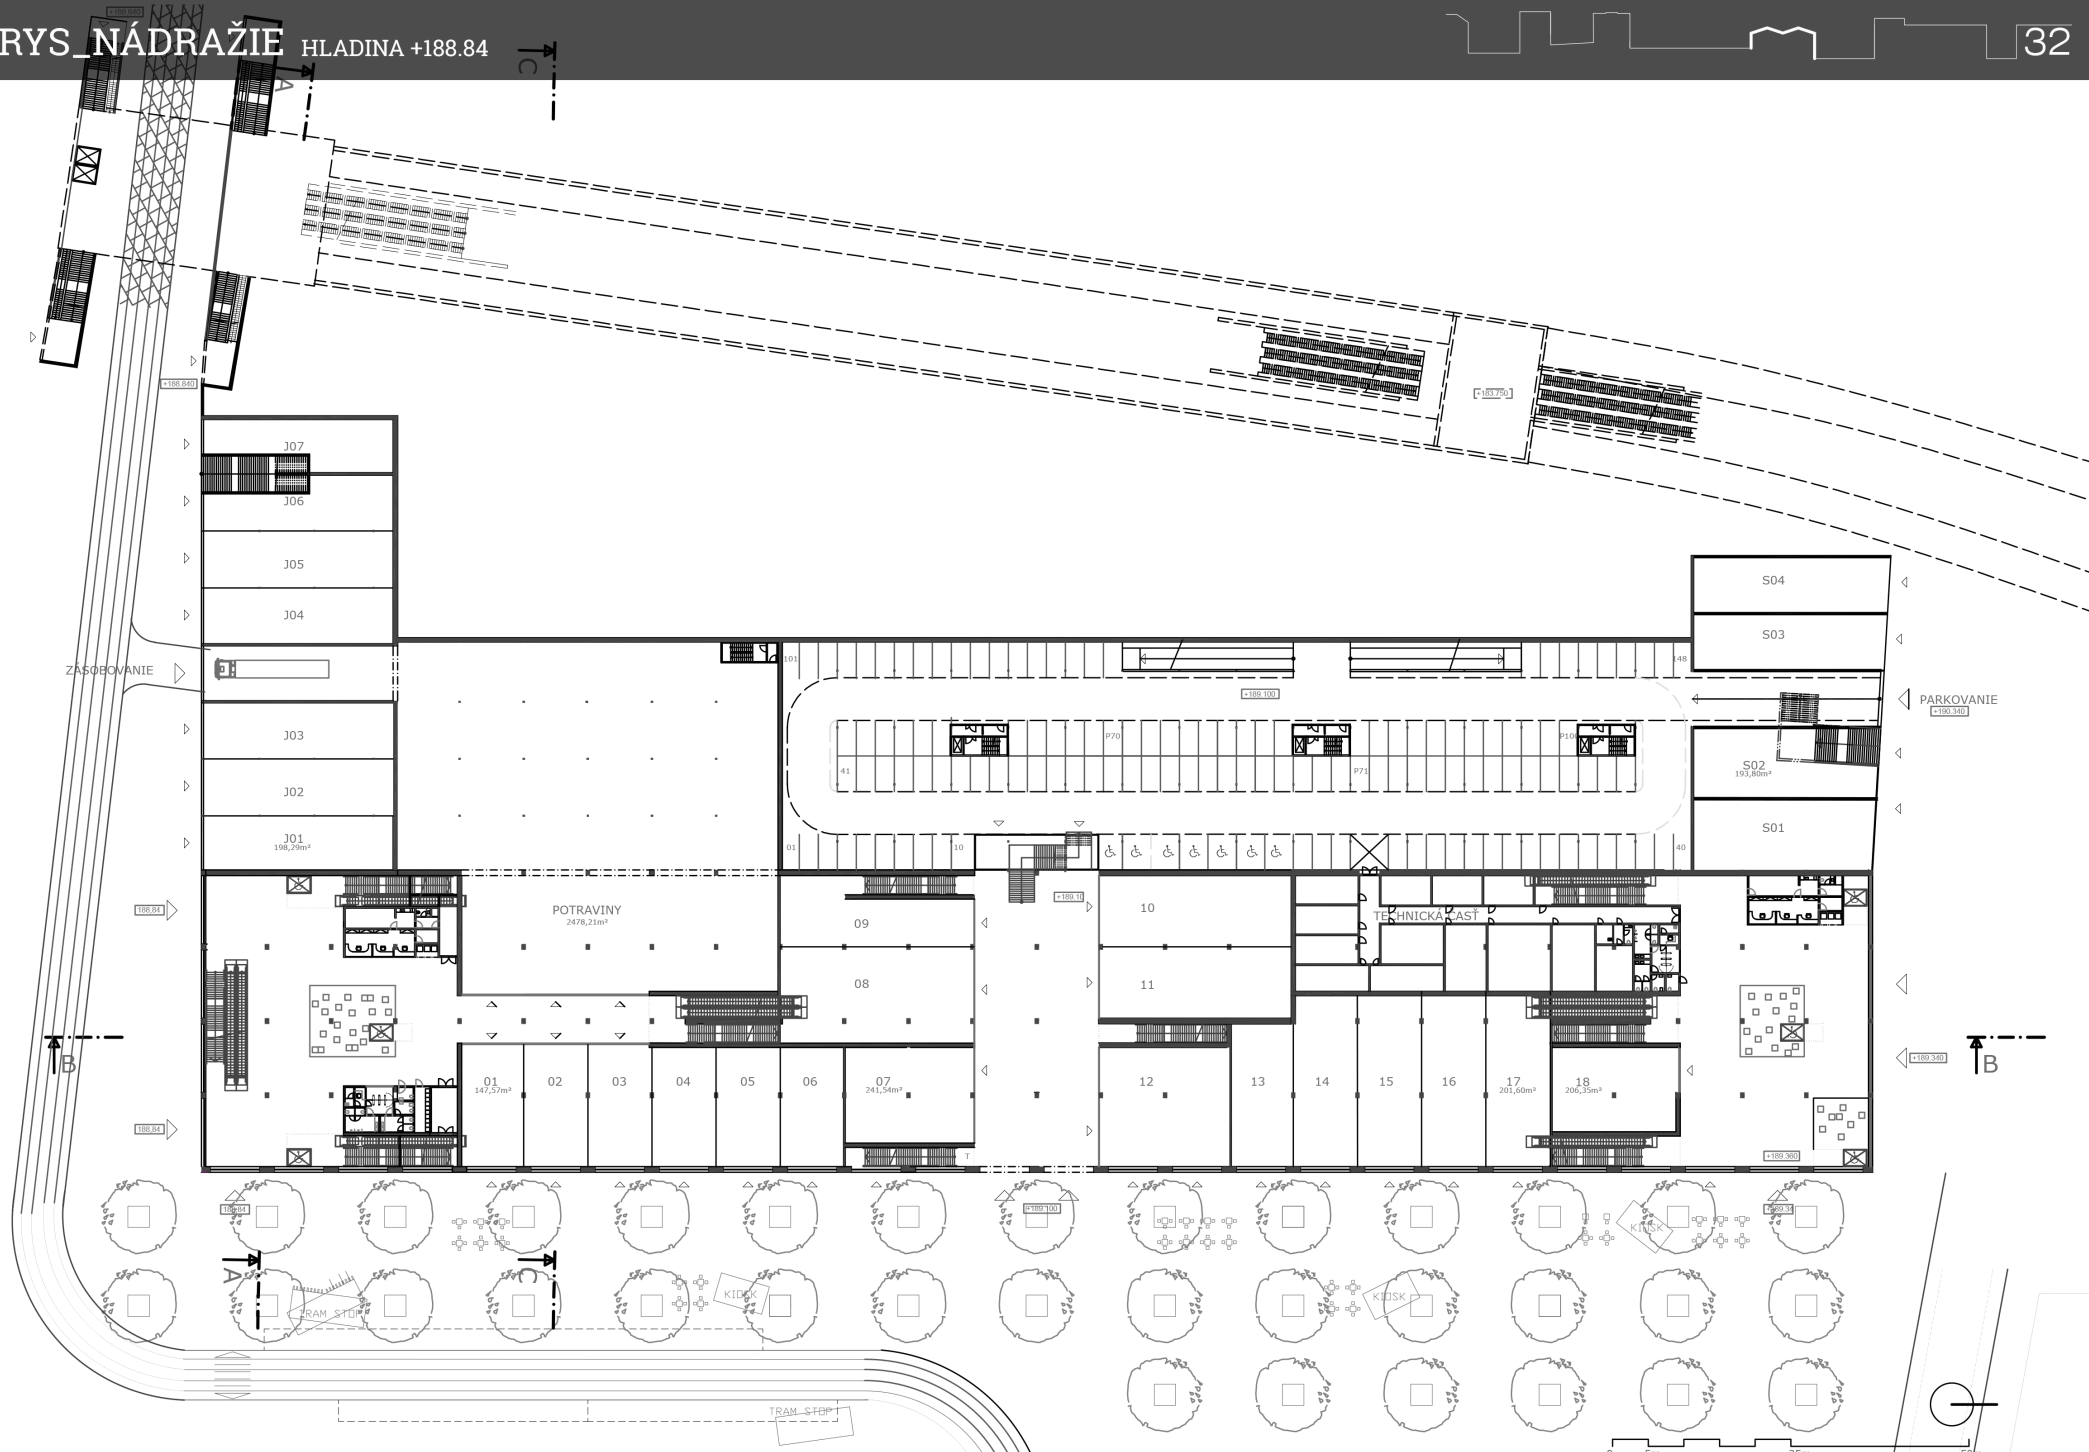 RYS_NÁDRAŽIE HLADINA +188.84
32
A
C
+188.840
+183.750
J07
J06
J05
J04
ZÁSOBOVANIE
J03
J02
J01
198,29m²
S04
S03
PARKOVANIE
+190.340
S02
193,80m²
S01
101
148
+189.100
P70
41
P71
01
10
40
188,84
POTRAVINY
2478,21m²
09
08
+189.10
10
11
TECHNICKÁ ČASŤ
B
B
+189.340
01
147,57m²
02
03
04
05
06
07
241,54m²
12
13
14
15
16
17
201,60m²
18
206,35m²
188,84
T
+189.360
188,84
+189.100
KIOSK
A
C
TRAM STOP
KIOSK
KIOSK
TRAM STOP